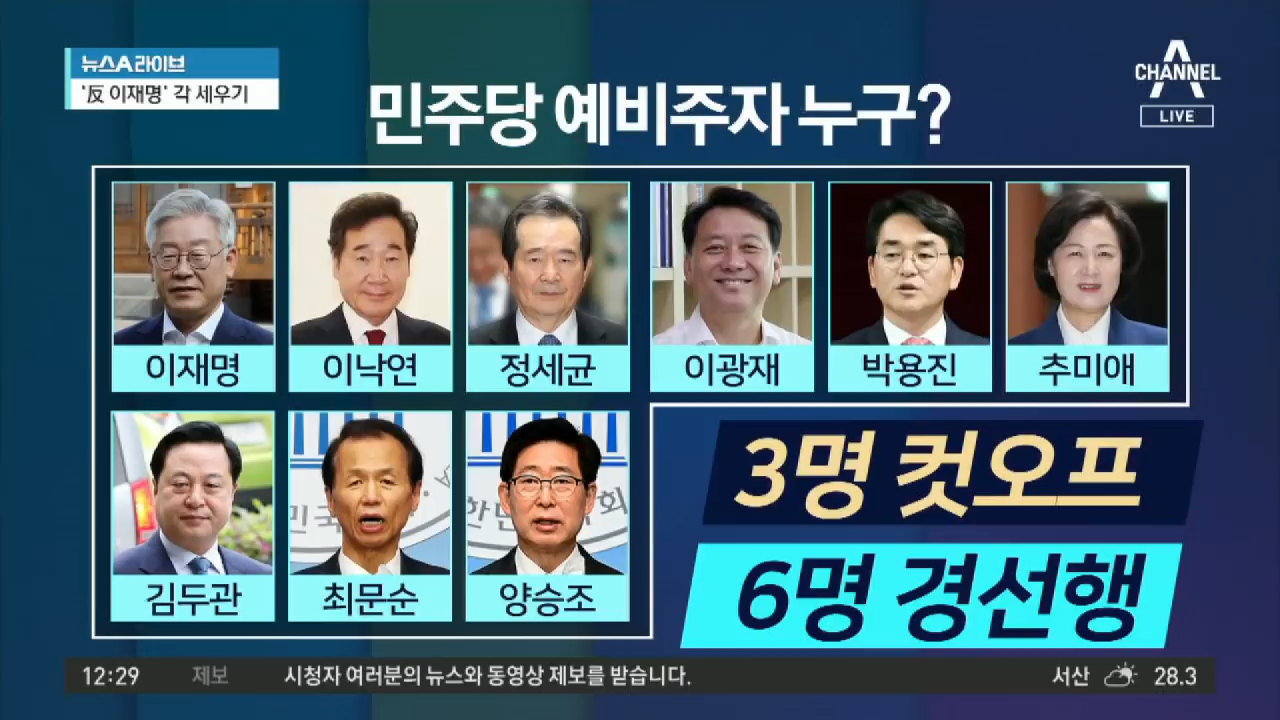 뉴스A 라이브
'反 이재명' 각 세우기
CHANNEL A
LIVE
민주당 예비주자 누구?
이재명 이낙연 정세균 이광재 박용진 추미애
김두관 최문순 양승조
3명 컷오프
6명 경선행
12:29 제보 시청자 여러분의 뉴스와 동영상 제보를 받습니다. 서산 28.3